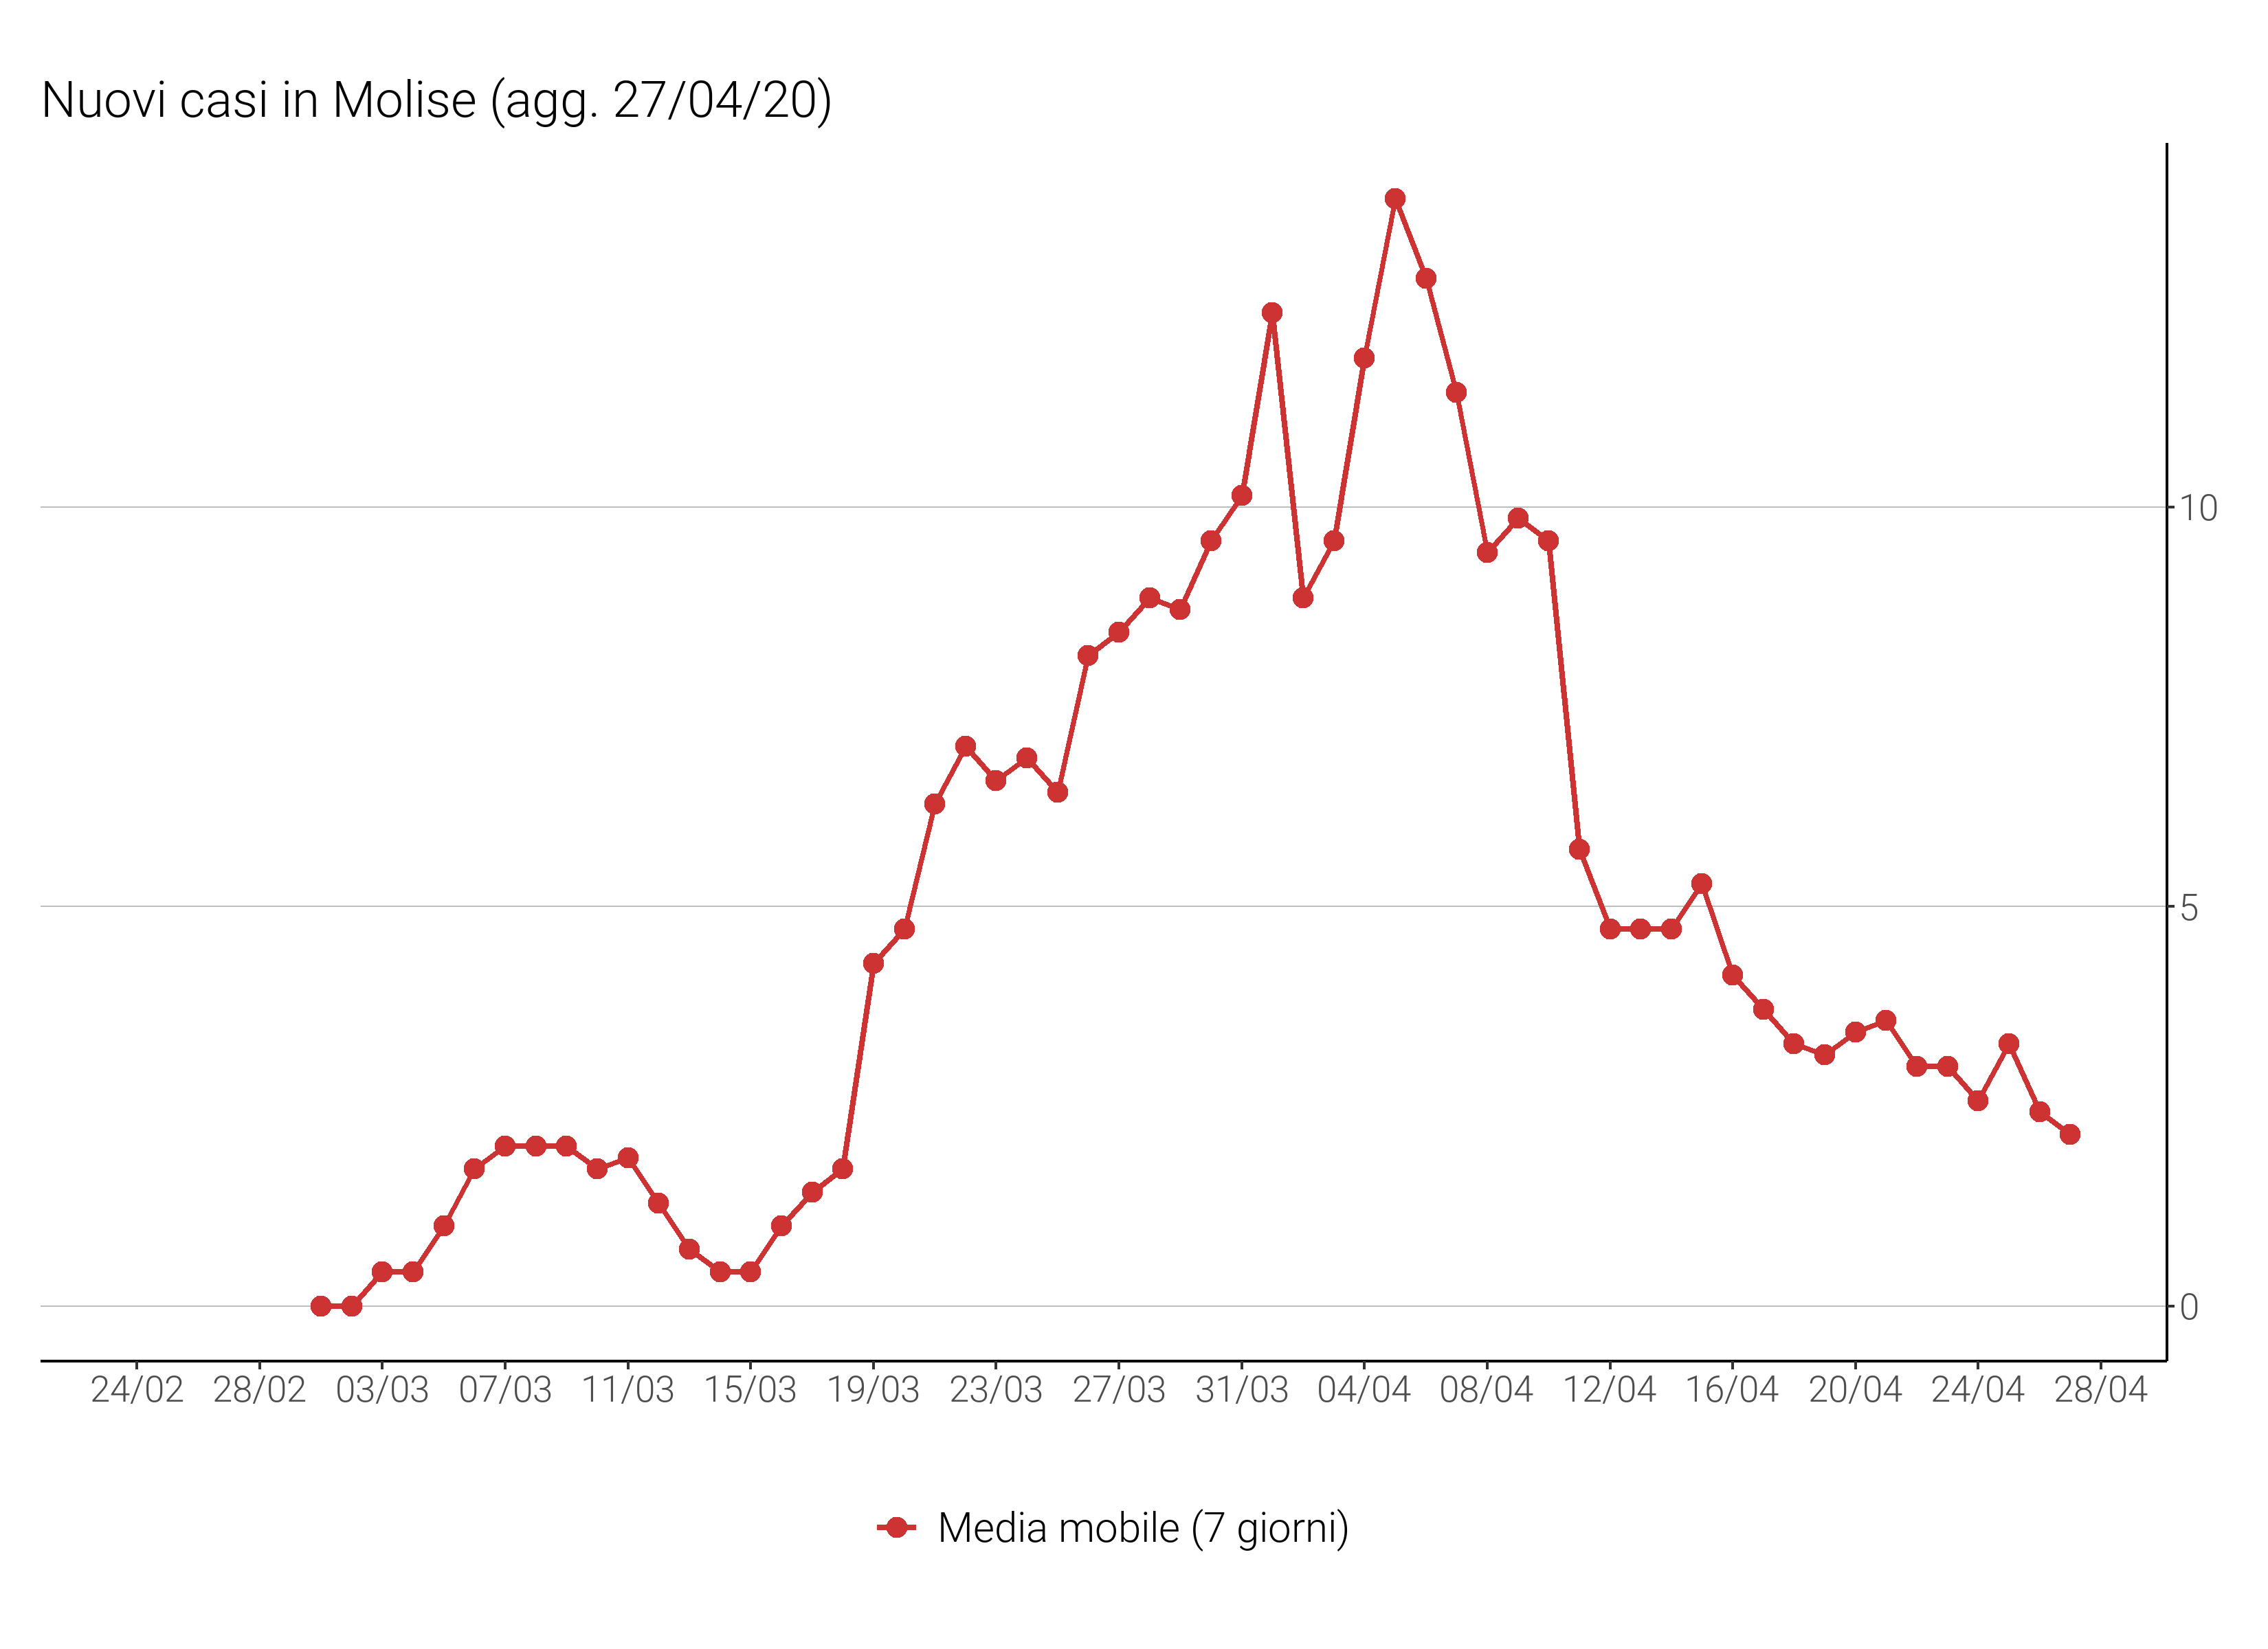 Nuovi casi in Molise (agg. 27/04/20)
10
5
0
24/02 28/02 03/03 07/03 11/03 15/03 19/03 23/03 27/03 31/03 04/04 08/04 12/04 16/04 20/04 24/04 28/04
Media mobile (7 giorni)